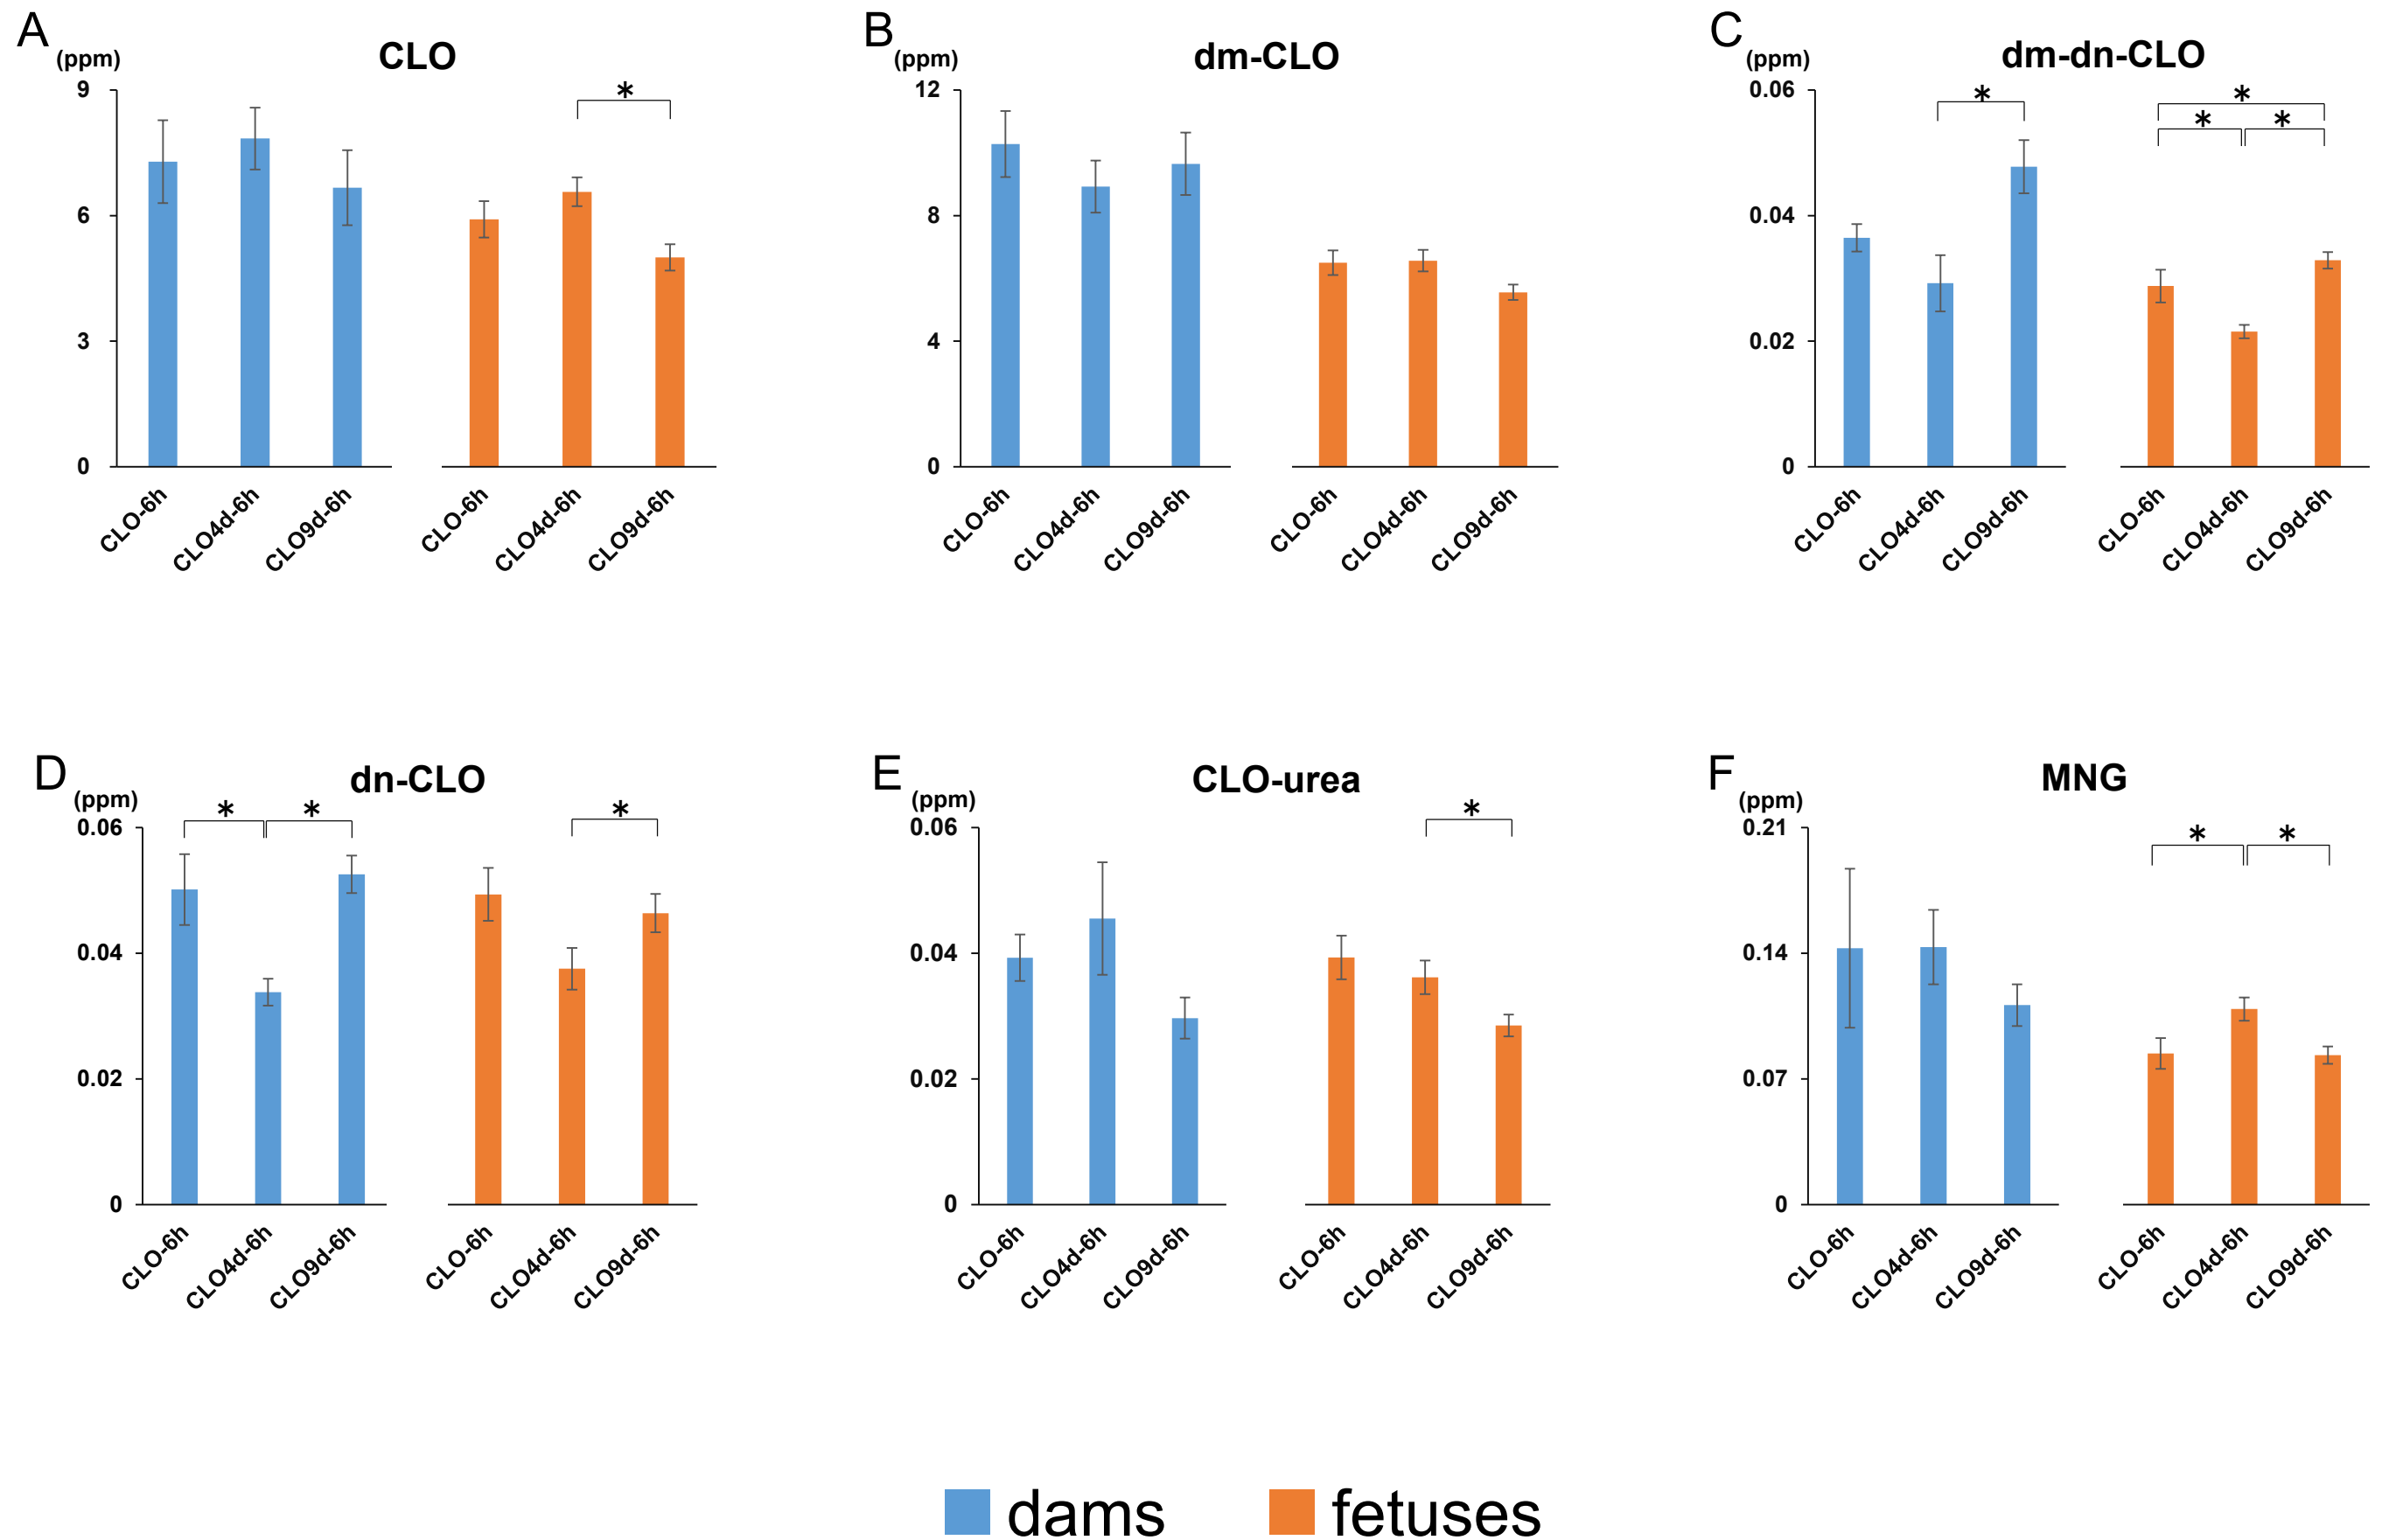 A
(ppm)
CLO
9
6
3
0
*
CLO-6h
CLO4d-6h
CLO9d-6h
CLO-6h
CLO4d-6h
CLO9d-6h
B
(ppm)
dm-CLO
12
8
4
0
CLO-6h
CLO4d-6h
CLO9d-6h
CLO-6h
CLO4d-6h
CLO9d-6h
C
(ppm)
dm-dn-CLO
0.06
0.04
0.02
0
*
*
*
*
CLO-6h
CLO4d-6h
CLO9d-6h
CLO-6h
CLO4d-6h
CLO9d-6h
D
(ppm)
dn-CLO
0.06
0.04
0.02
0
*
*
*
CLO-6h
CLO4d-6h
CLO9d-6h
CLO-6h
CLO4d-6h
CLO9d-6h
E
(ppm)
CLO-urea
0.06
0.04
0.02
0
*
CLO-6h
CLO4d-6h
CLO9d-6h
CLO-6h
CLO4d-6h
CLO9d-6h
F
(ppm)
MNG
0.21
0.14
0.07
0
*
*
CLO-6h
CLO4d-6h
CLO9d-6h
CLO-6h
CLO4d-6h
CLO9d-6h
dams
fetuses